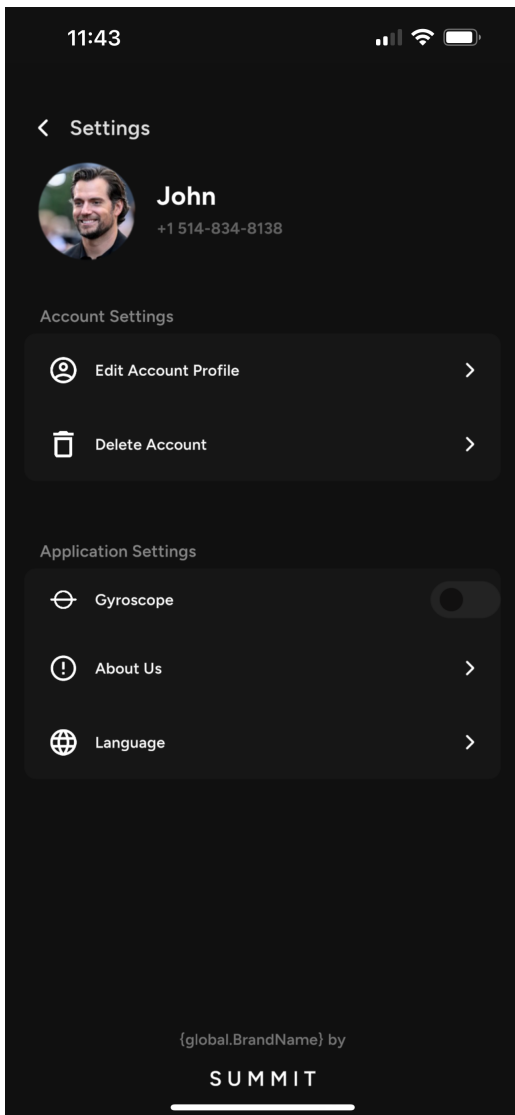 11:43
Settings
John
+1 514-834-8138
Account Settings
Edit Account Profile
Delete Account
Application Settings
Gyroscope
About Us
Language
{global.BrandName} by
SUMMIT